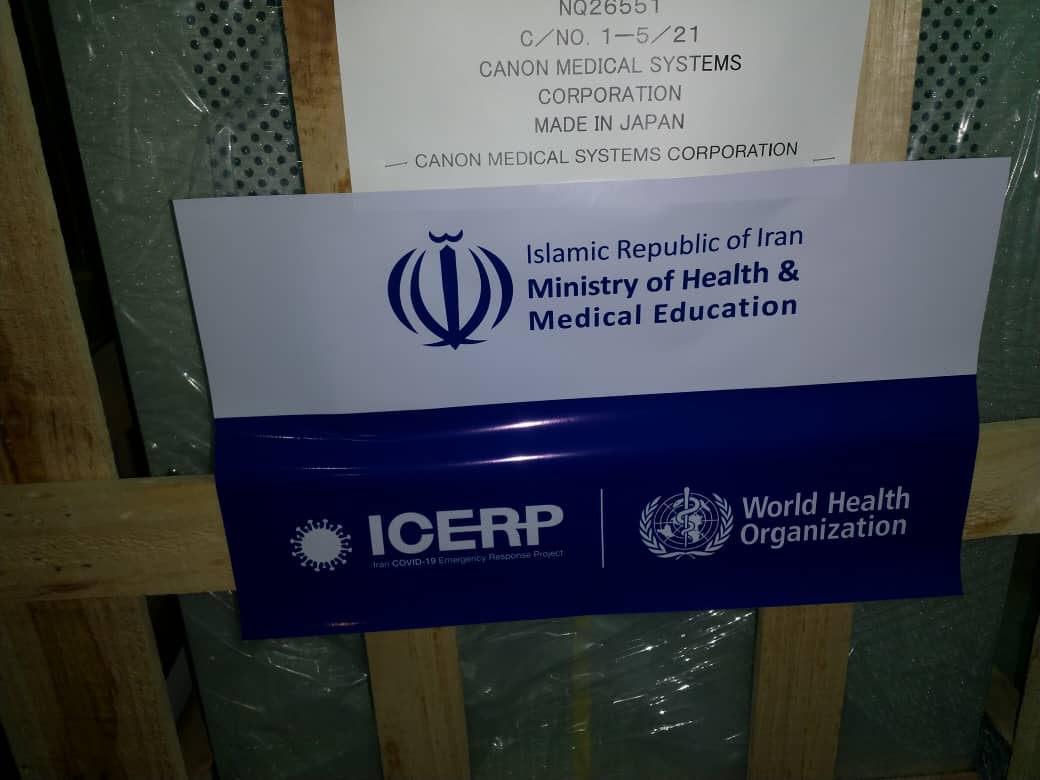 NQ26551
C/NO. 1—5/21
CANON MEDICAL SYSTEMS
CORPORATION
MADE IN JAPAN
— CANON MEDICAL SYSTEMS CORPORATION —
Islamic Republic of Iran
Ministry of Health &
Medical Education
ICERP
Iran COVID-19 Emergency Response Project
World Health
Organization